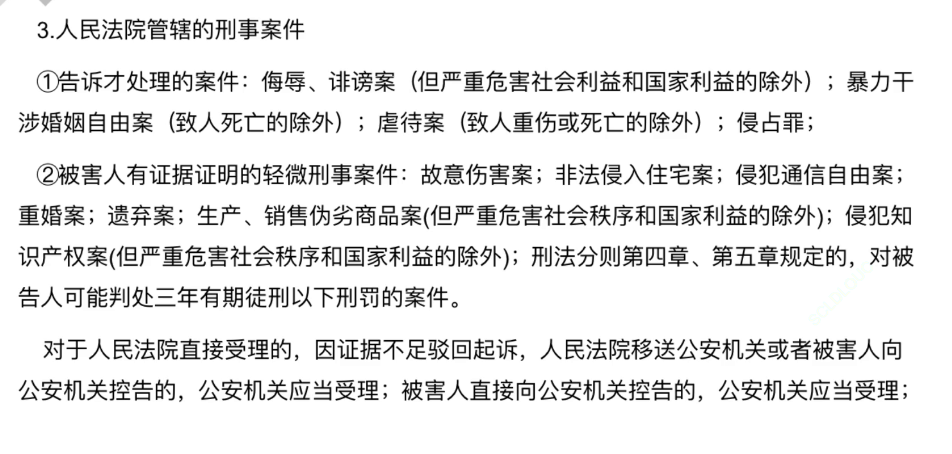 3.人民法院管辖的刑事案件
①告诉才处理的案件：侮辱、诽谤案（但严重危害社会利益和国家利益的除外）；暴力干
涉婚姻自由案（致人死亡的除外）；虐待案（致人重伤或死亡的除外）；侵占罪；
②被害人有证据证明的轻微刑事案件：故意伤害案；非法侵入住宅案；侵犯通信自由案；
重婚案；遗弃案；生产、销售伪劣商品案(但严重危害社会秩序和国家利益的除外)；侵犯知
识产权案(但严重危害社会秩序和国家利益的除外)；刑法分则第四章、第五章规定的，对被
告人可能判处三年有期徒刑以下刑罚的案件。
对于人民法院直接受理的，因证据不足驳回起诉，人民法院移送公安机关或者被害人向
公安机关控告的，公安机关应当受理；被害人直接向公安机关控告的，公安机关应当受理；